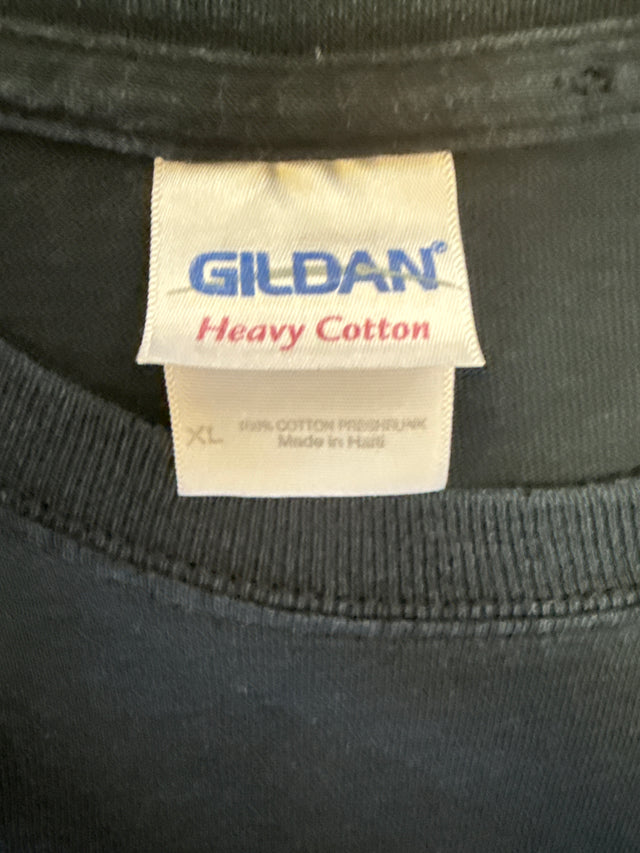 GILDAN®
Heavy Cotton
XL
100% COTTON PRESHRUNK
Made in Haiti